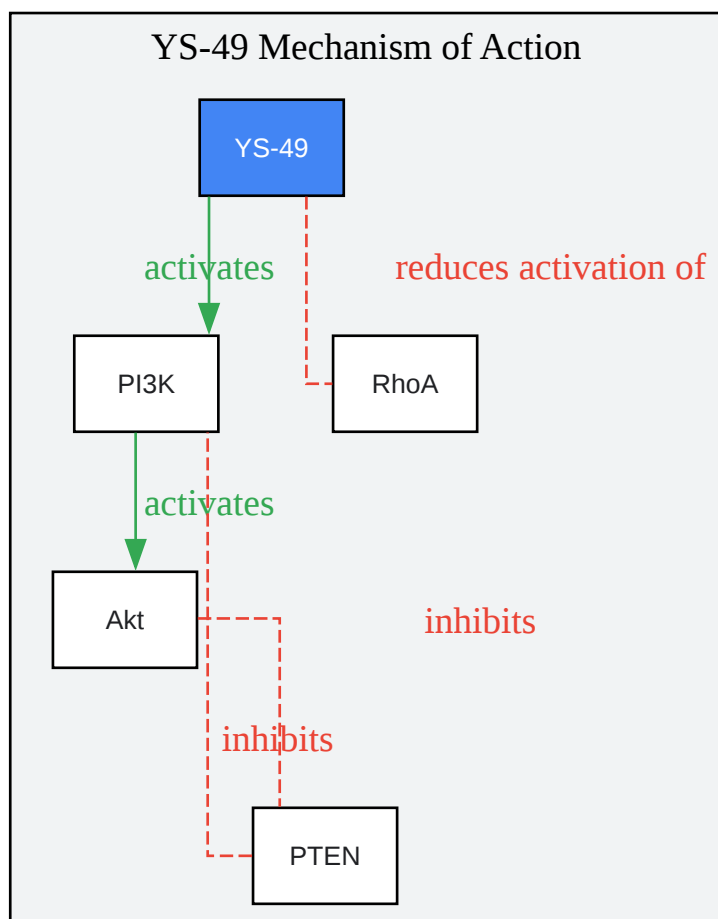 YS-49 Mechanism of Action
YS-49
activates
reduces activation of
PI3K
RhoA
activates
Akt
inhibits
inhibits
PTEN